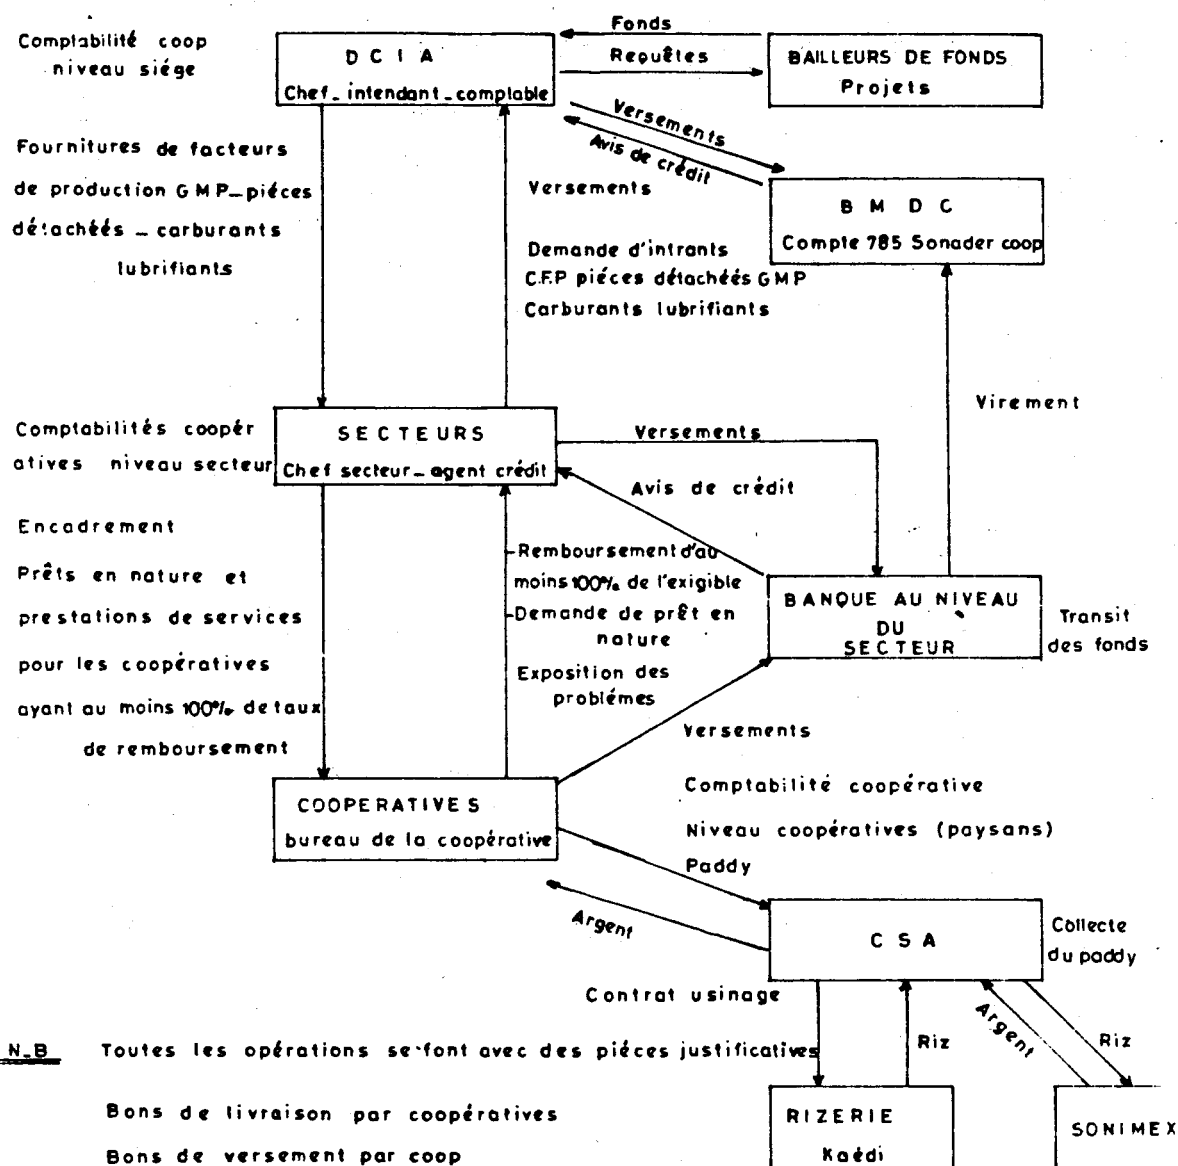 Comptabilité coop
niveau siége
D C I A
Chef_intendant_comptable
Fonds
Requêtes
BAILLEURS DE FONDS
Projets
Versements
Avis de crédit
B M D C
Compte 785 Sonader coop
Fournitures de facteurs
de production GMP_piéces
détachéés _ carburants
lubrifiants
Versements
Demande d'intrants
C.F.P piéces détachéés GMP
Carburants lubrifiants
Virement
Comptabilités coopér
atives niveau secteur
SECTEURS
Chef secteur_agent crédit
Versements
Avis de crédit
Encadrement
Prêts en nature et
prestations de services
pour les coopératives
ayant au moins 100% de taux
de remboursement
-Remboursement d'au
moins 100% de l'exigible
-Demande de prêt en
nature
Exposition des
problémes
BANQUE AU NIVEAU
DU
SECTEUR
Transit
des fonds
Versements
COOPERATIVES
bureau de la coopérative
Comptabilité coopérative
Niveau coopératives (paysans)
Paddy
Argent
C S A
Collecte
du paddy
Contrat usinage
Riz
Argent
Riz
N_B Toutes les opérations se font avec des piéces justificatives
Bons de livraison par coopératives
Bons de versement par coop
RIZERIE
Kaédi
SONIMEX